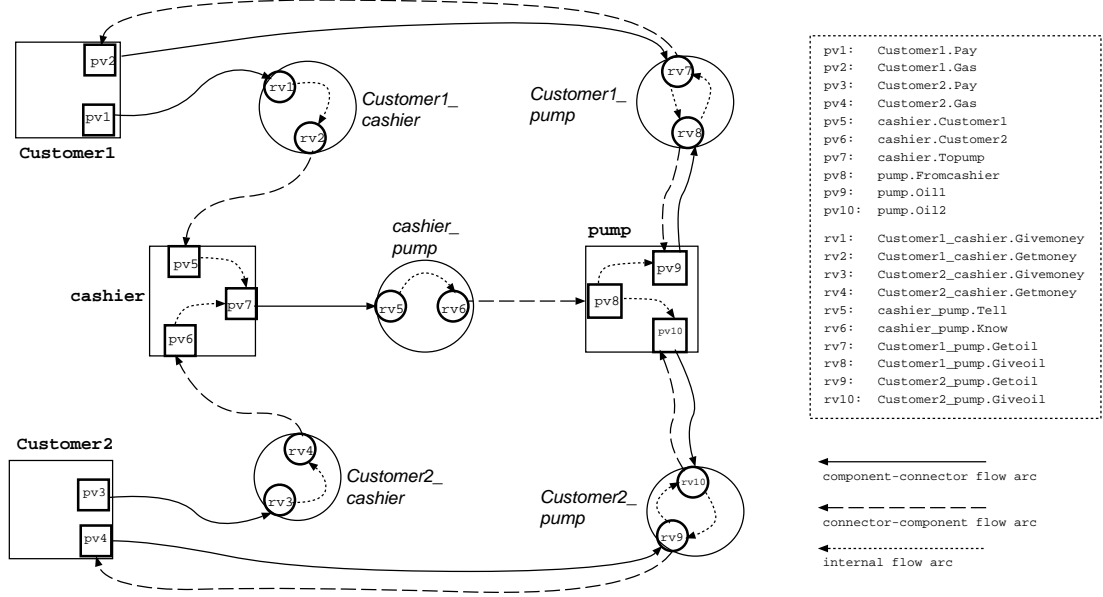 pv2
pv1
Customer1
rv1
rv2
Customer1_
cashier
Customer1_
pump
rv7
rv8
pv5
pv7
pv6
cashier
cashier_
pump
rv5
rv6
pump
pv9
pv8
pv10
Customer2
pv3
pv4
rv4
rv3
Customer2_
cashier
Customer2_
pump
rv10
rv9
pv1: Customer1.Pay
pv2: Customer1.Gas
pv3: Customer2.Pay
pv4: Customer2.Gas
pv5: cashier.Customer1
pv6: cashier.Customer2
pv7: cashier.Topump
pv8: pump.Fromcashier
pv9: pump.Oil1
pv10: pump.Oil2
rv1: Customer1_cashier.Givemoney
rv2: Customer1_cashier.Getmoney
rv3: Customer2_cashier.Givemoney
rv4: Customer2_cashier.Getmoney
rv5: cashier_pump.Tell
rv6: cashier_pump.Know
rv7: Customer1_pump.Getoil
rv8: Customer1_pump.Giveoil
rv9: Customer2_pump.Getoil
rv10: Customer2_pump.Giveoil
component-connector flow arc
connector-component flow arc
internal flow arc